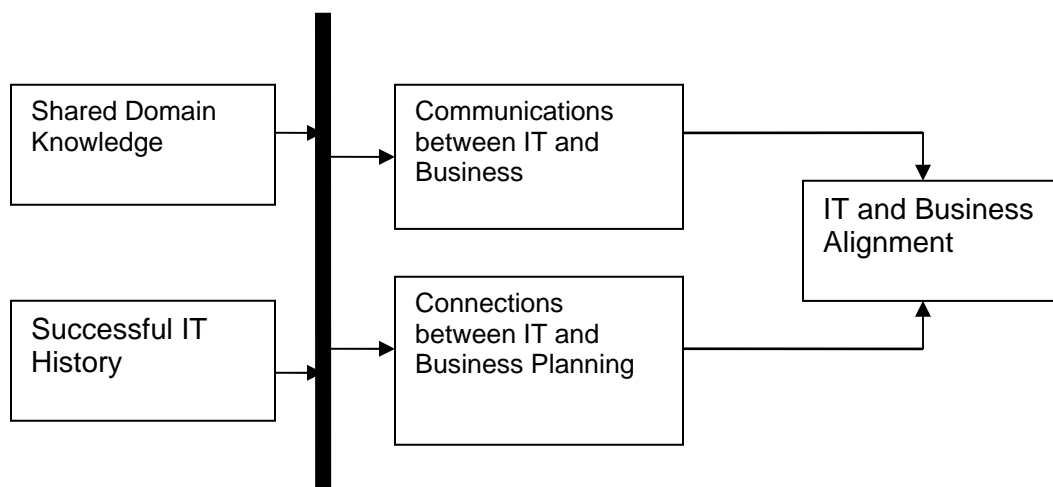 Shared Domain
Knowledge
Successful IT
History
Communications
between IT and
Business
Connections
between IT and
Business Planning
IT and Business
Alignment